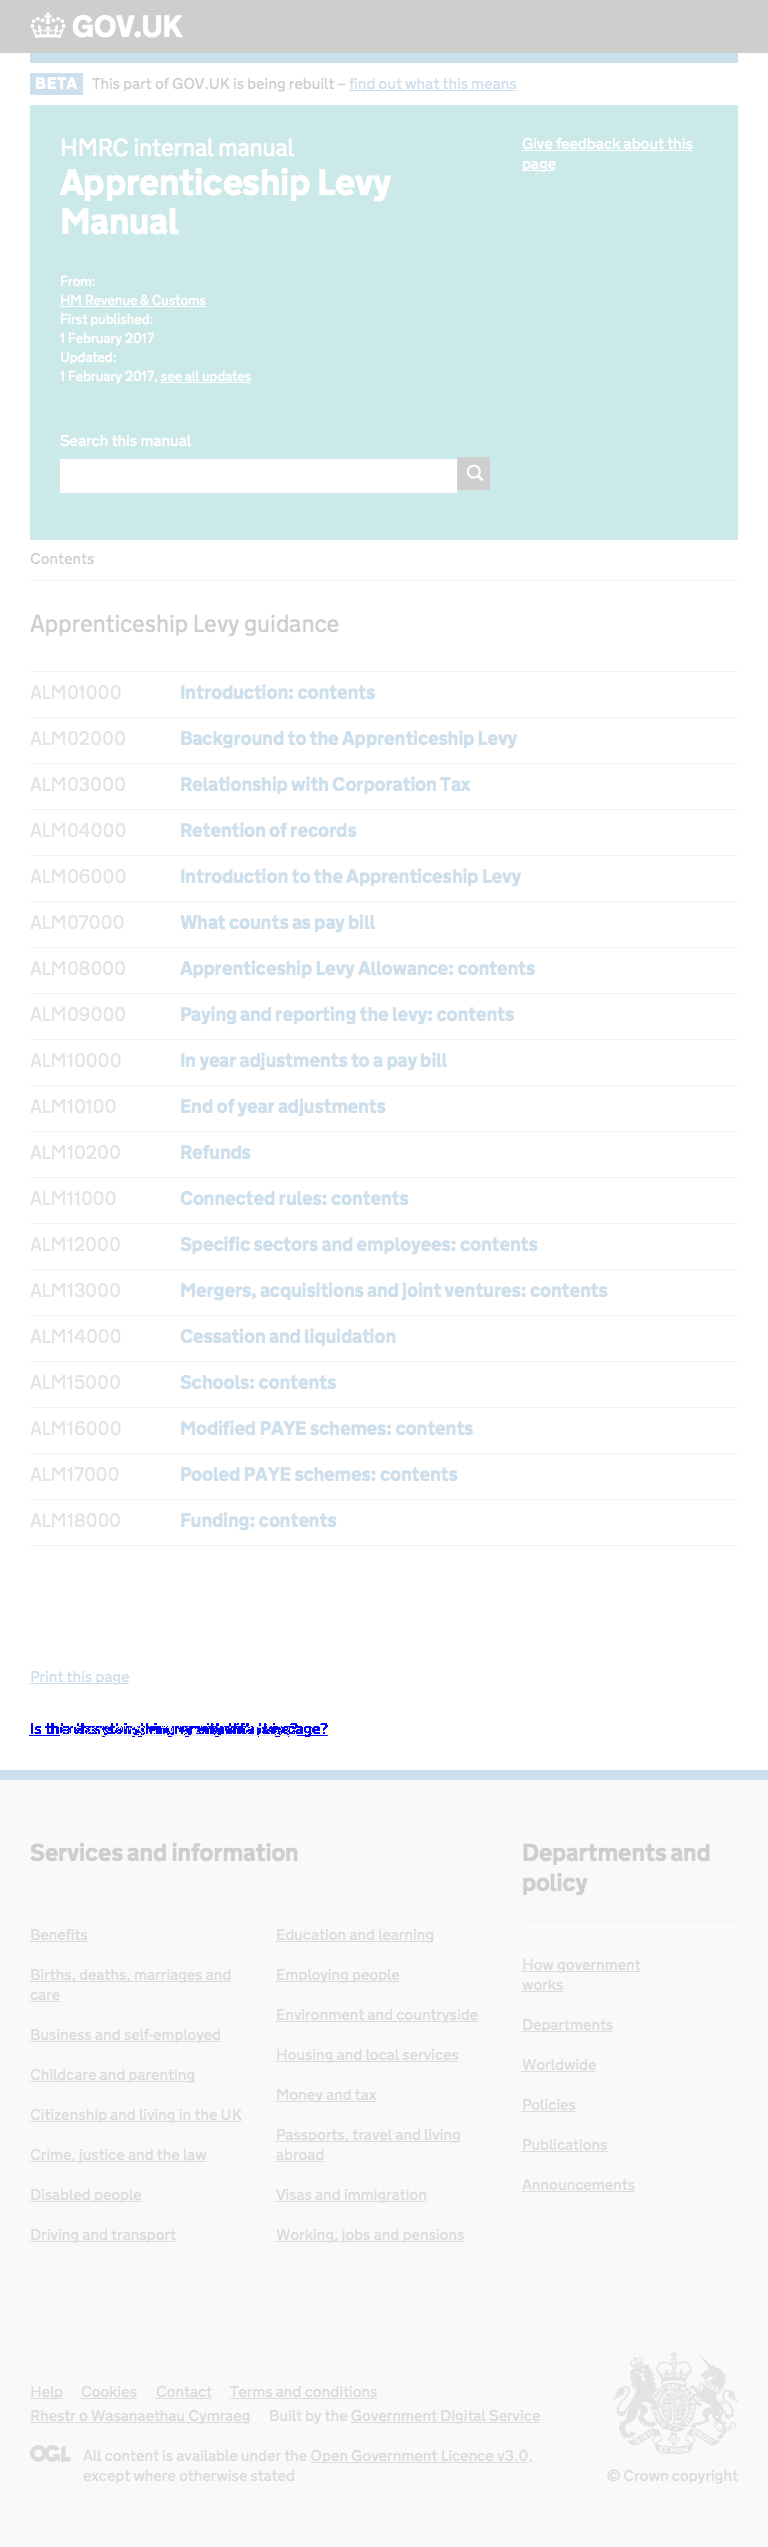 GOV.UK
BETA This part of GOV.UK is being rebuilt – find out what this means
HMRC internal manual
Apprenticeship Levy
Manual
Give feedback about this
page
From:
HM Revenue & Customs
First published:
1 February 2017
Updated:
1 February 2017, see all updates
Search this manual
Contents
Apprenticeship Levy guidance
ALM01000 Introduction: contents
ALM02000 Background to the Apprenticeship Levy
ALM03000 Relationship with Corporation Tax
ALM04000 Retention of records
ALM06000 Introduction to the Apprenticeship Levy
ALM07000 What counts as pay bill
ALM08000 Apprenticeship Levy Allowance: contents
ALM09000 Paying and reporting the levy: contents
ALM10000 In year adjustments to a pay bill
ALM10100 End of year adjustments
ALM10200 Refunds
ALM11000 Connected rules: contents
ALM12000 Specific sectors and employees: contents
ALM13000 Mergers, acquisitions and joint ventures: contents
ALM14000 Cessation and liquidation
ALM15000 Schools: contents
ALM16000 Modified PAYE schemes: contents
ALM17000 Pooled PAYE schemes: contents
ALM18000 Funding: contents
Print this page
Services and information
Benefits
Births, deaths, marriages and
care
Business and self-employed
Childcare and parenting
Citizenship and living in the UK
Crime, justice and the law
Disabled people
Driving and transport
Education and learning
Employing people
Environment and countryside
Housing and local services
Money and tax
Passports, travel and living
abroad
Visas and immigration
Working, jobs and pensions
Departments and
policy
How government
works
Departments
Worldwide
Policies
Publications
Announcements
Help Cookies Contact Terms and conditions
Rhestr o Wasanaethau Cymraeg Built by the Government Digital Service
OGL All content is available under the Open Government Licence v3.0,
except where otherwise stated
© Crown copyright